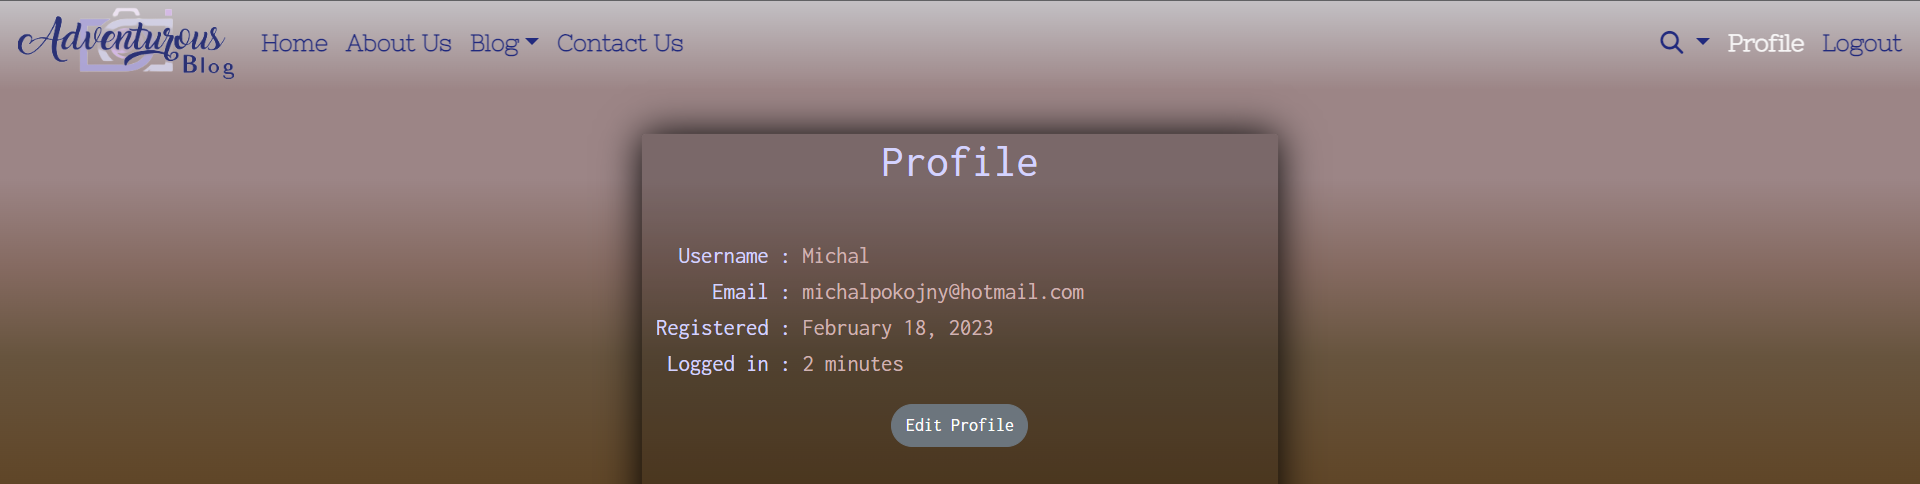 Adventurous
Blog
Home About Us Blog Contact Us Profile Logout
Profile
Username : Michal
Email : michalpokojny@hotmail.com
Registered : February 18, 2023
Logged in : 2 minutes
Edit Profile